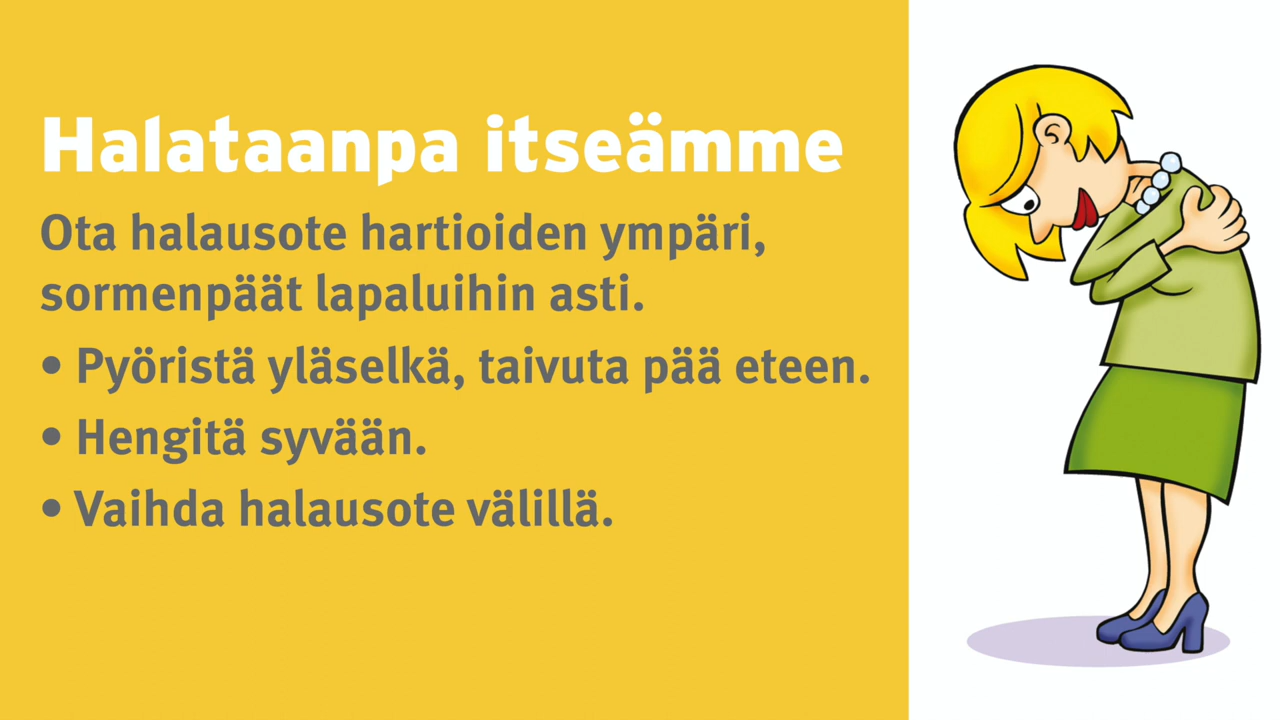 Halataanpa itseämme
Ota halausote hartioiden ympäri,
sormenpäät lapaluihin asti.
• Pyöristä yläselkä, taivuta pää eteen.
• Hengitä syvään.
• Vaihda halausote välillä.